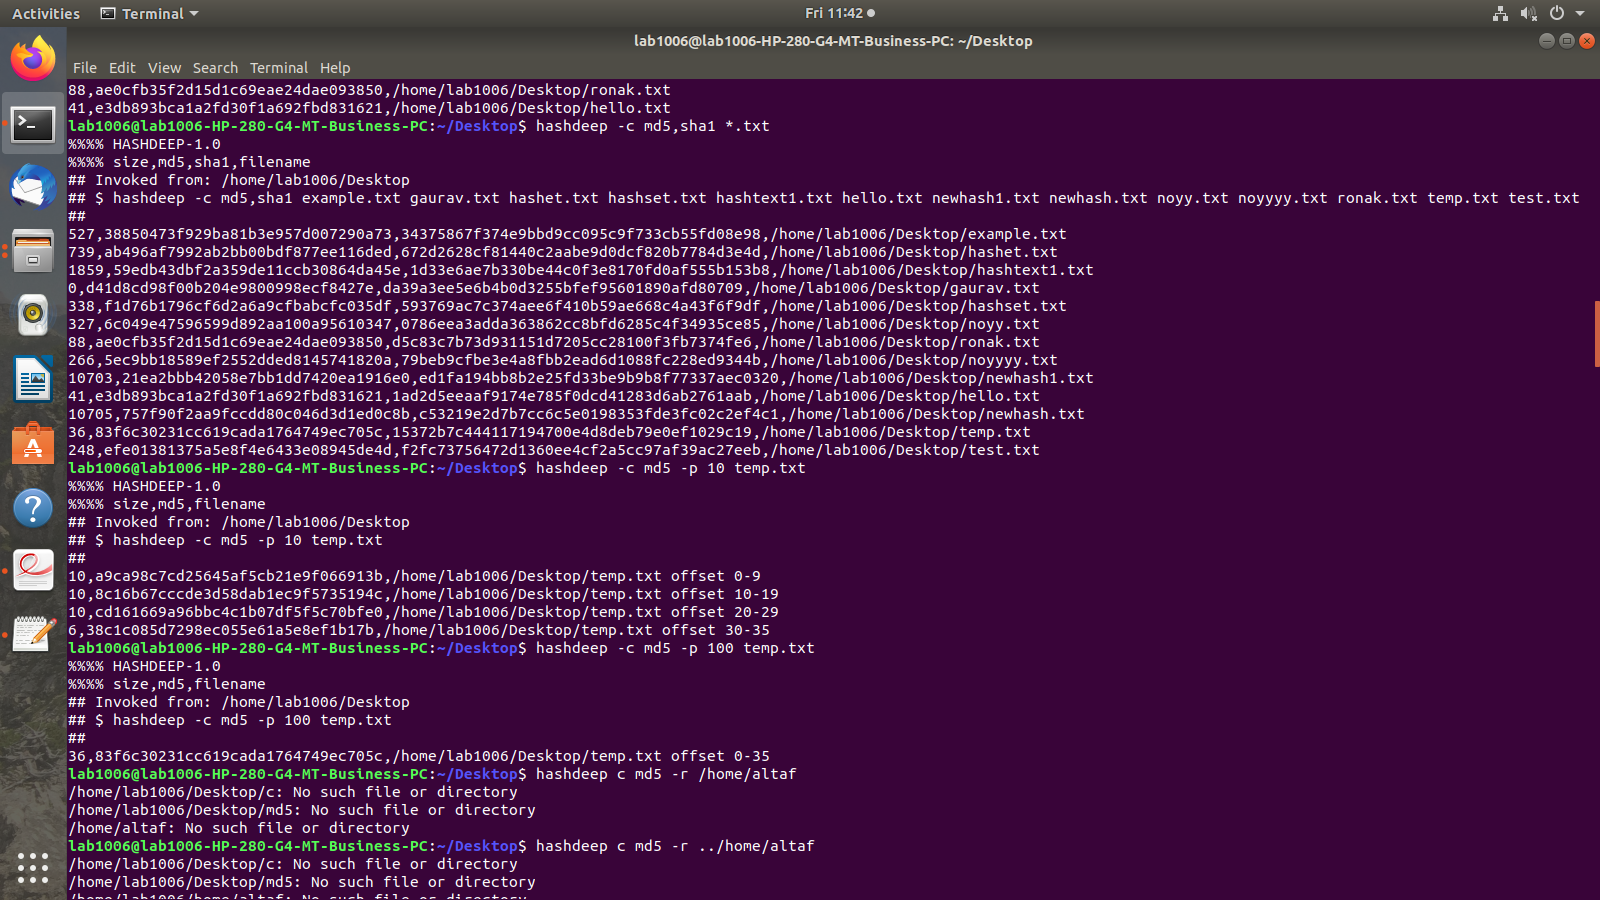 Activities Terminal Fri 11:42
lab1006@lab1006-HP-280-G4-MT-Business-PC: ~/Desktop
File Edit View Search Terminal Help
88,ae0cfb35f2d15d1c69eae24dae093850,/home/lab1006/Desktop/ronak.txt
41,e3db893bca1a2fd30f1a692fbd831621,/home/lab1006/Desktop/hello.txt
lab1006@lab1006-HP-280-G4-MT-Business-PC:~/Desktop$ hashdeep -c md5,sha1 *.txt
%%%% HASHDEEP-1.0
%%%% size,md5,sha1,filename
## Invoked from: /home/lab1006/Desktop
## $ hashdeep -c md5,sha1 example.txt gaurav.txt hashet.txt hashset.txt hashtext1.txt hello.txt newhash1.txt newhash.txt noyy.txt noyyyy.txt ronak.txt temp.txt test.txt
##
527,38850473f929ba81b3e957d007290a73,34375867f374e9bbd9cc095c9f733cb55fd08e98,/home/lab1006/Desktop/example.txt
739,ab496af7992ab2bb00bdf877ee116ded,672d2628cf81440c2aabe9d0dcf820b7784d3e4d,/home/lab1006/Desktop/hashet.txt
1859,59edb43dbf2a359de11ccb30864da45e,1d33e6ae7b330be44c0f3e8170fd0af555b153b8,/home/lab1006/Desktop/hashtext1.txt
0,d41d8cd98f00b204e9800998ecf8427e,da39a3ee5e6b4b0d3255bfef95601890afd80709,/home/lab1006/Desktop/gaurav.txt
338,f1d76b1796cf6d2a6a9cfbabcfc035df,593769ac7c374aee6f410b59ae668c4a43f6f9df,/home/lab1006/Desktop/hashset.txt
327,6c049e47596599d892aa100a95610347,0786eea3adda363862cc8bfd6285c4f34935ce85,/home/lab1006/Desktop/noyy.txt
88,ae0cfb35f2d15d1c69eae24dae093850,d5c83c7b73d931151d7205cc28100f3fb7374fe6,/home/lab1006/Desktop/ronak.txt
266,5ec9bb18589ef2552dded8145741820a,79beb9cfbe3e4a8fbb2ead6d1088fc228ed9344b,/home/lab1006/Desktop/noyyyy.txt
10703,21ea2bbb42058e7bb1dd7420ea1916e0,ed1fa194bb8b2e25fd33be9b9b8f77337aec0320,/home/lab1006/Desktop/newhash1.txt
41,e3db893bca1a2fd30f1a692fbd831621,1ad2d5eeaaf9174e785f0dcd41283d6ab2761aab,/home/lab1006/Desktop/hello.txt
10705,757f90f2aa9fccdd80c046d3d1ed0c8b,c53219e2d7b7cc6c5e0198353fde3fc02c2ef4c1,/home/lab1006/Desktop/newhash.txt
36,83f6c30231cc619cada1764749ec705c,15372b7c444117194700e4d8deb79e0ef1029c19,/home/lab1006/Desktop/temp.txt
248,efe01381375a5e8f4e6433e08945de4d,f2fc73756472d1360ee4cf2a5cc97af39ac27eeb,/home/lab1006/Desktop/test.txt
lab1006@lab1006-HP-280-G4-MT-Business-PC:~/Desktop$ hashdeep -c md5 -p 10 temp.txt
%%%% HASHDEEP-1.0
%%%% size,md5,filename
## Invoked from: /home/lab1006/Desktop
## $ hashdeep -c md5 -p 10 temp.txt
##
10,a9ca98c7cd25645af5cb21e9f066913b,/home/lab1006/Desktop/temp.txt offset 0-9
10,8c16b67cccde3d58dab1ec9f5735194c,/home/lab1006/Desktop/temp.txt offset 10-19
10,cd161669a96bbc4c1b07df5f5c70bfe0,/home/lab1006/Desktop/temp.txt offset 20-29
6,38c1c085d7298ec055e61a5e8ef1b17b,/home/lab1006/Desktop/temp.txt offset 30-35
lab1006@lab1006-HP-280-G4-MT-Business-PC:~/Desktop$ hashdeep -c md5 -p 100 temp.txt
%%%% HASHDEEP-1.0
%%%% size,md5,filename
## Invoked from: /home/lab1006/Desktop
## $ hashdeep -c md5 -p 100 temp.txt
##
36,83f6c30231cc619cada1764749ec705c,/home/lab1006/Desktop/temp.txt offset 0-35
lab1006@lab1006-HP-280-G4-MT-Business-PC:~/Desktop$ hashdeep c md5 -r /home/altaf
/home/lab1006/Desktop/c: No such file or directory
/home/lab1006/Desktop/md5: No such file or directory
/home/altaf: No such file or directory
lab1006@lab1006-HP-280-G4-MT-Business-PC:~/Desktop$ hashdeep c md5 -r ../home/altaf
/home/lab1006/Desktop/c: No such file or directory
/home/lab1006/Desktop/md5: No such file or directory
/home/lab1006/home/altaf: No such file or directory